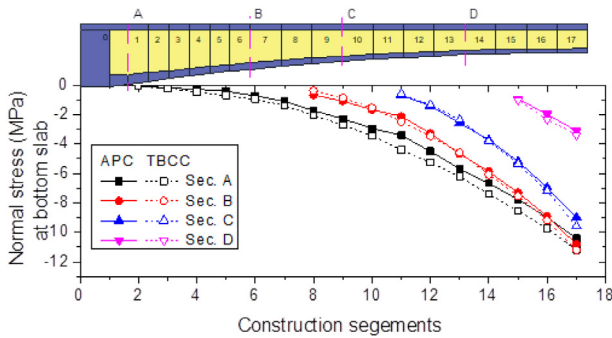 A B C D
0 1 2 3 4 5 6 7 8 9 10 11 12 13 14 15 16 17
0
-2
-4
-6
-8
-10
-12
Normal stress (MPa)
at bottom slab
APC TBCC
Sec. A
Sec. B
Sec. C
Sec. D
0 2 4 6 8 10 12 14 16 18
Construction segements